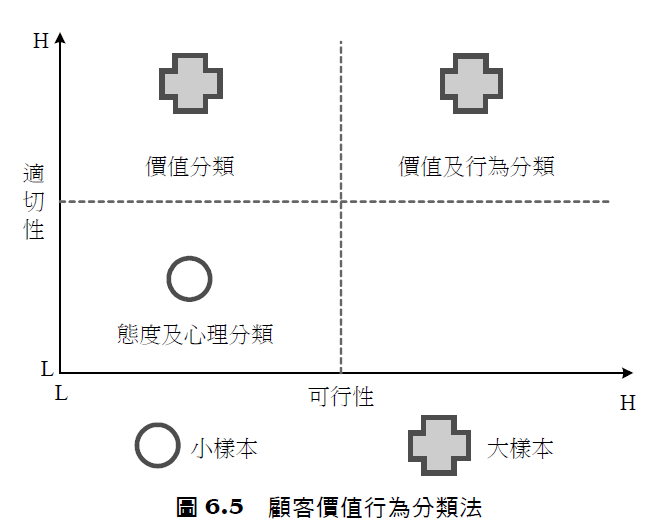 H
價值分類
價值及行為分類
適切性
態度及心理分類
L
L
可行性
H
小樣本
大樣本
圖 6.5 顧客價值行為分類法